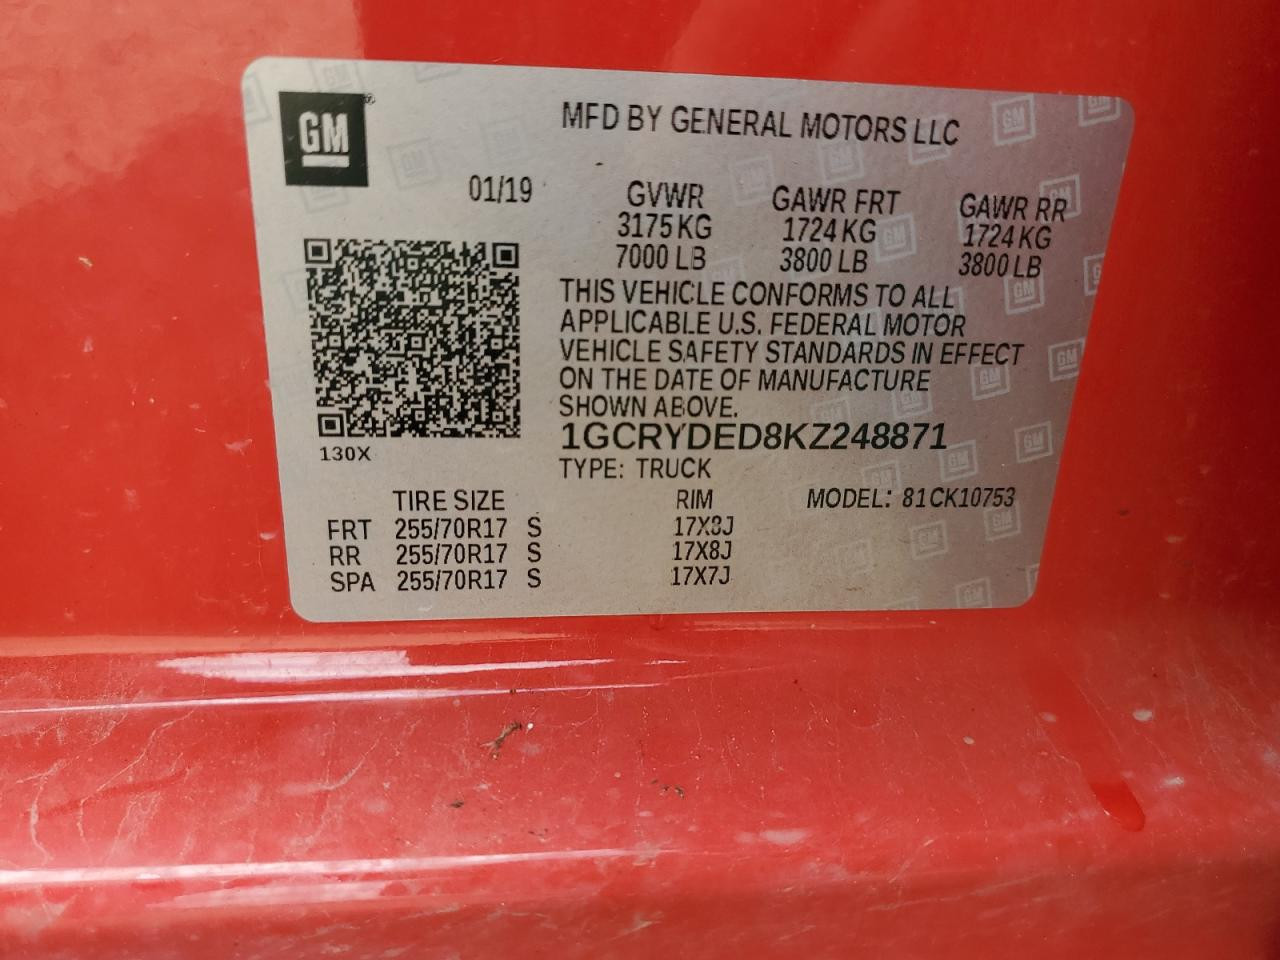 GM
MFD BY GENERAL MOTORS LLC
01/19
GVWR GAWR FRT GAWR RR
3175 KG 1724 KG 1724 KG
7000 LB 3800 LB 3800 LB
THIS VEHICLE CONFORMS TO ALL
APPLICABLE U.S. FEDERAL MOTOR
VEHICLE SAFETY STANDARDS IN EFFECT
ON THE DATE OF MANUFACTURE
SHOWN ABOVE.
1GCRYDED8KZ248871
130X
TYPE: TRUCK
TIRE SIZE RIM MODEL: 81CK10753
FRT 255/70R17 S 17X8J
RR 255/70R17 S 17X8J
SPA 255/70R17 S 17X7J